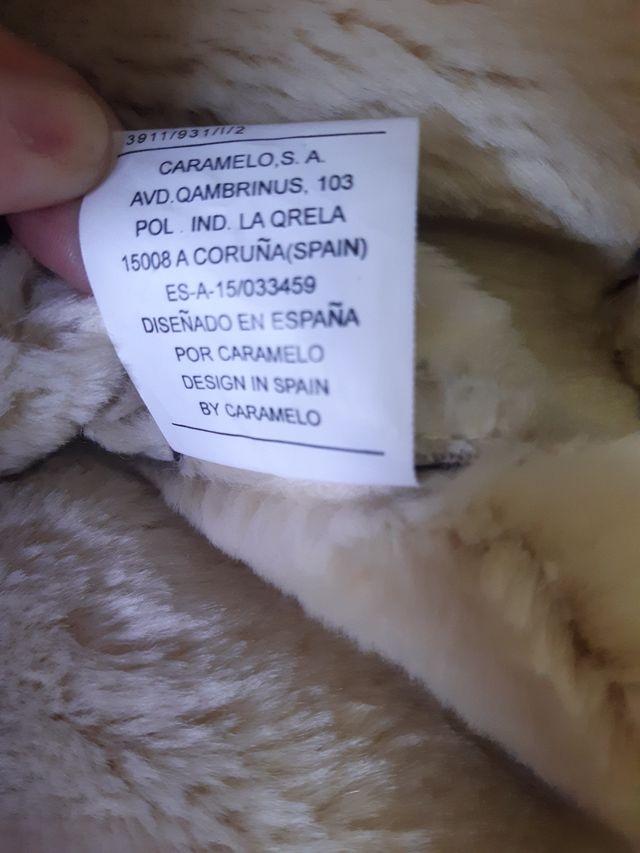 3911/931/1/2
CARAMELO,S. A.
AVD.QAMBRINUS, 103
POL . IND. LA QRELA
15008 A CORUÑA(SPAIN)
ES-A-15/033459
DISEÑADO EN ESPAÑA
POR CARAMELO
DESIGN IN SPAIN
BY CARAMELO